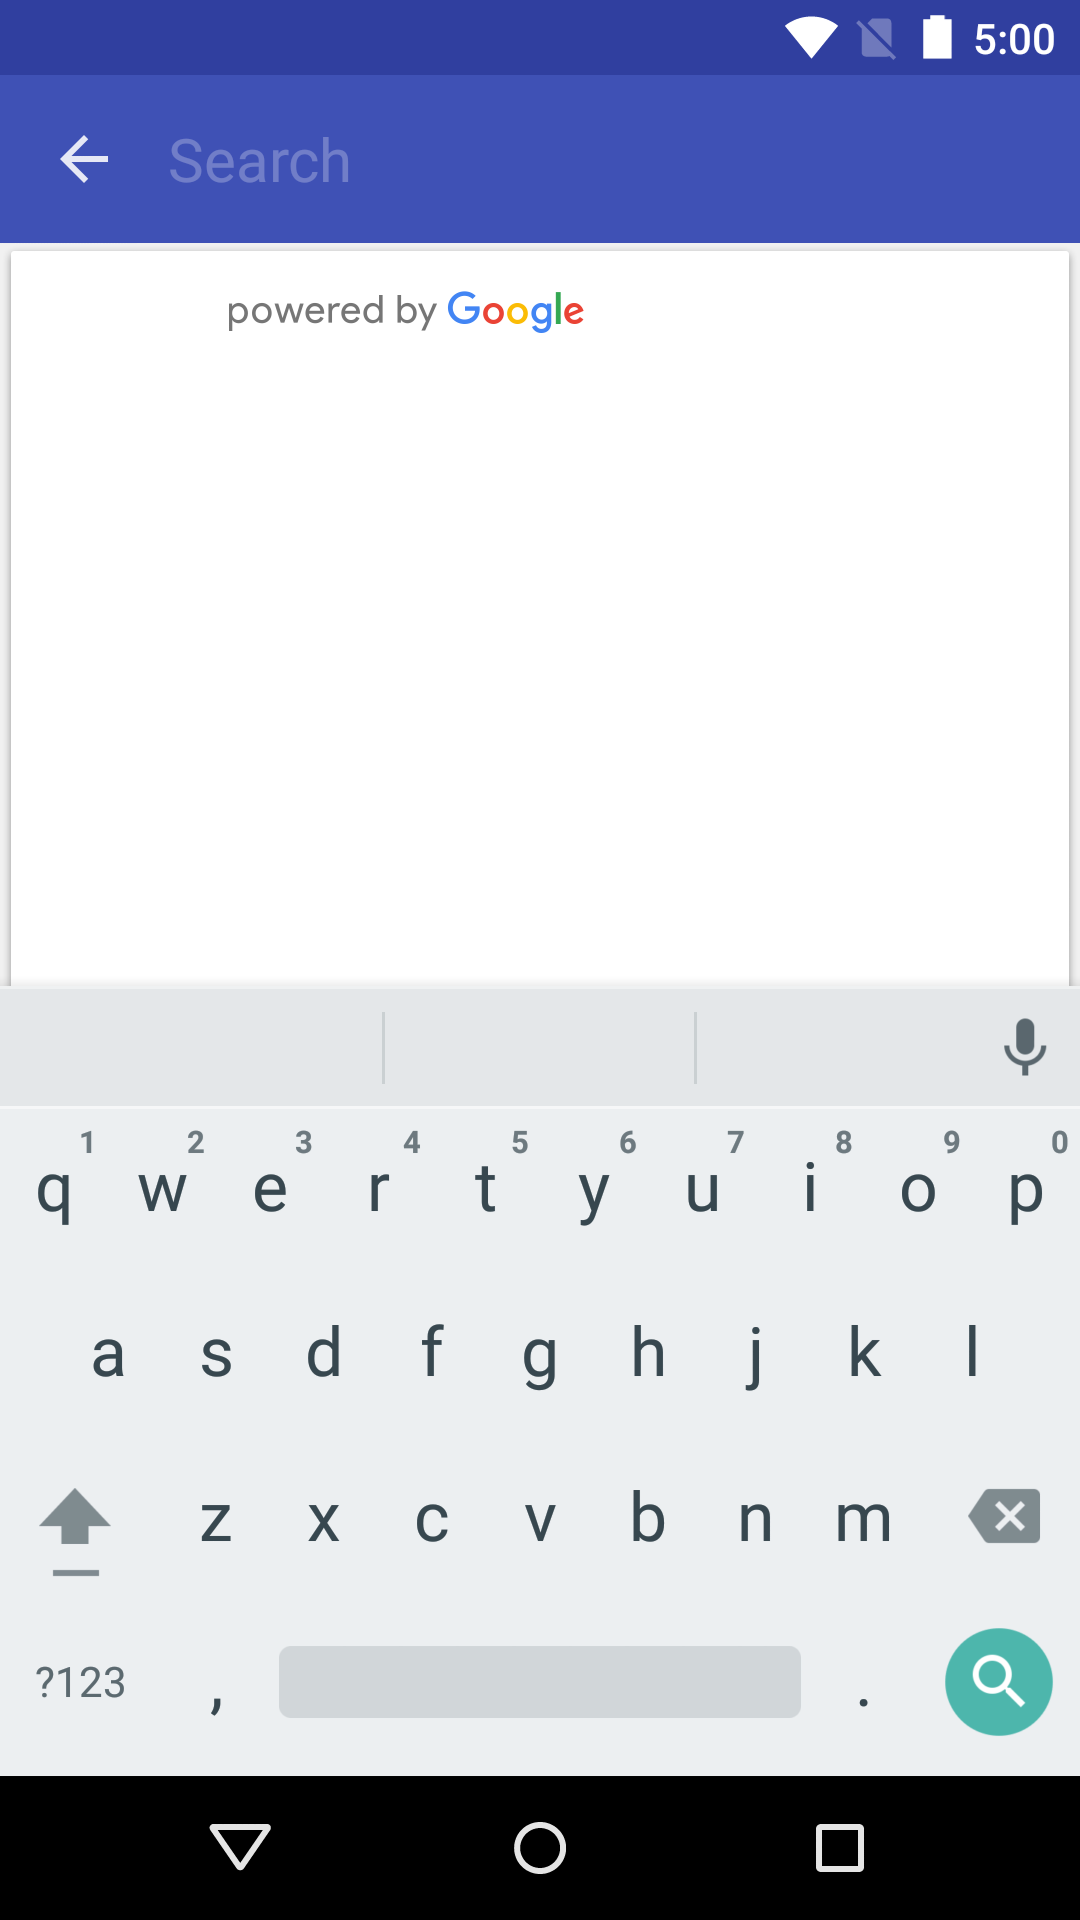 5:00
Search
powered by Google
1 2 3 4 5 6 7 8 9 0
q w e r t y u i o p
a s d f g h j k l
z x c v b n m
?123 , .